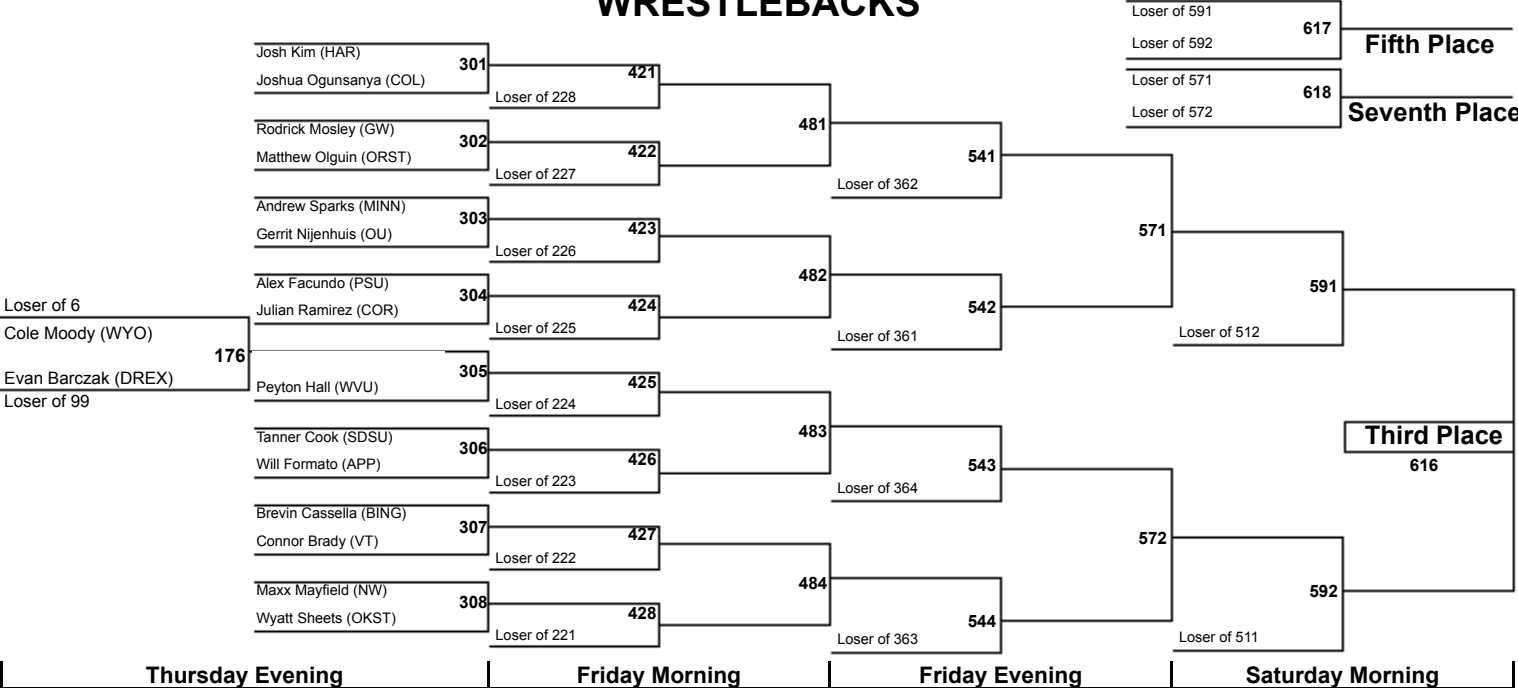 WRESTLEBACKS
Loser of 591
617
Loser of 592
Fifth Place
Loser of 571
618
Loser of 572
Seventh Place
Loser of 6
Cole Moody (WYO)
176
Evan Barczak (DREX)
Loser of 99
Josh Kim (HAR)
301
Joshua Ogunsanya (COL)
Rodrick Mosley (GW)
302
Matthew Olguin (ORST)
Andrew Sparks (MINN)
303
Gerrit Nijenhuis (OU)
Alex Facundo (PSU)
304
Julian Ramirez (COR)
305
Peyton Hall (WVU)
Tanner Cook (SDSU)
306
Will Formato (APP)
Brevin Cassella (BING)
307
Connor Brady (VT)
Maxx Mayfield (NW)
308
Wyatt Sheets (OKST)
421
Loser of 228
422
Loser of 227
423
Loser of 226
424
Loser of 225
425
Loser of 224
426
Loser of 223
427
Loser of 222
428
Loser of 221
481
482
483
484
541
Loser of 362
542
Loser of 361
543
Loser of 364
544
Loser of 363
571
572
591
Loser of 512
592
Loser of 511
Third Place
616
Thursday Evening
Friday Morning
Friday Evening
Saturday Morning